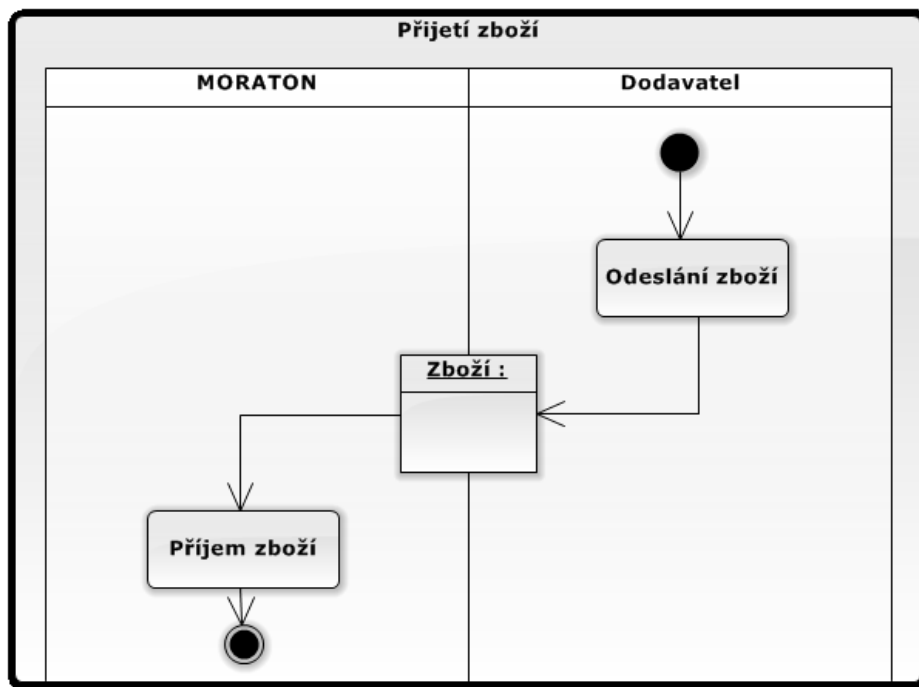 Přijetí zboží
MORATON
Dodavatel
Odeslání zboží
Zboží :
Příjem zboží